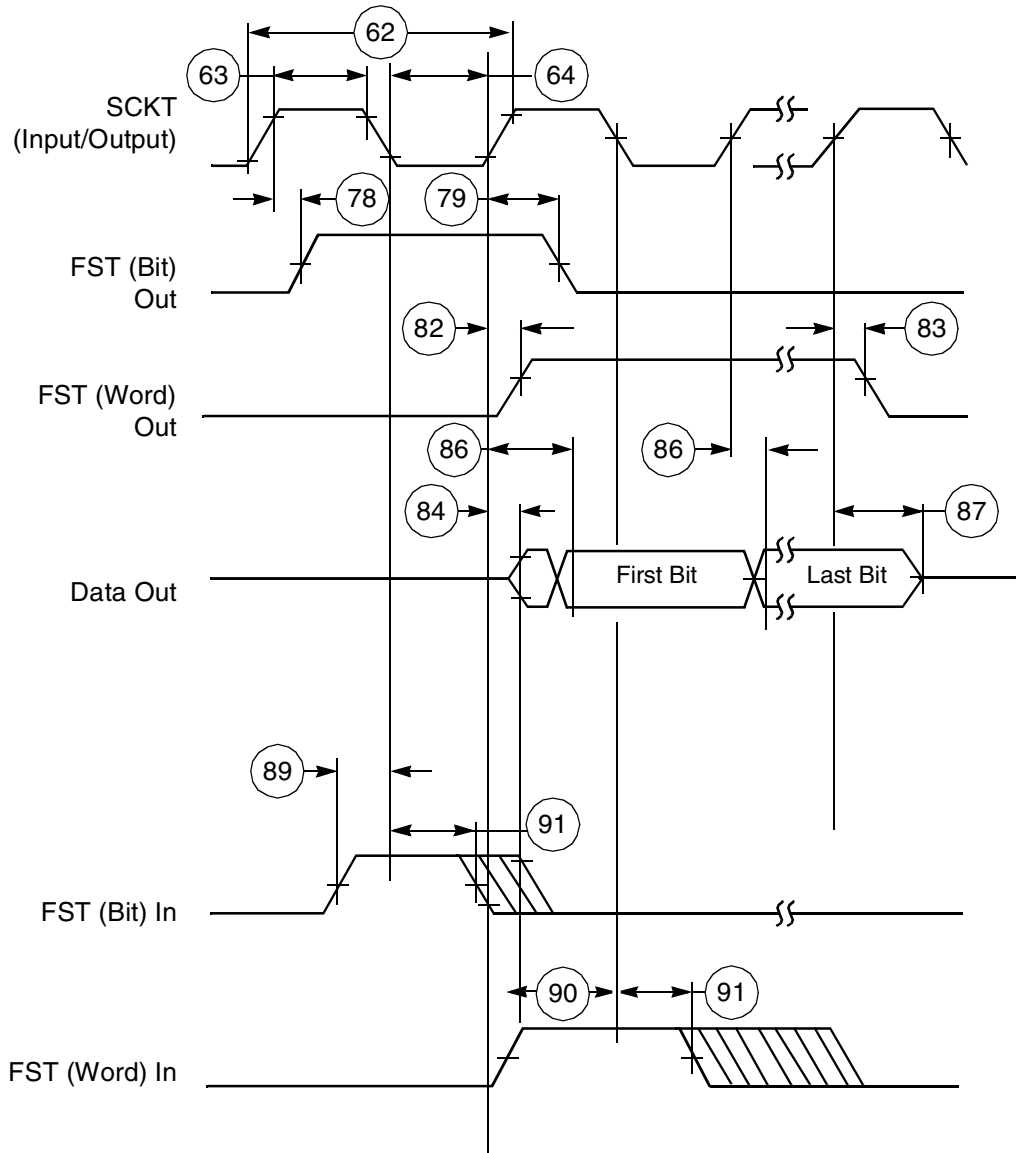 62
63
64
SCKT
(Input/Output)
78
79
FST (Bit)
Out
82
83
FST (Word)
Out
86
86
84
87
Data Out
First Bit
Last Bit
89
91
FST (Bit) In
90
91
FST (Word) In